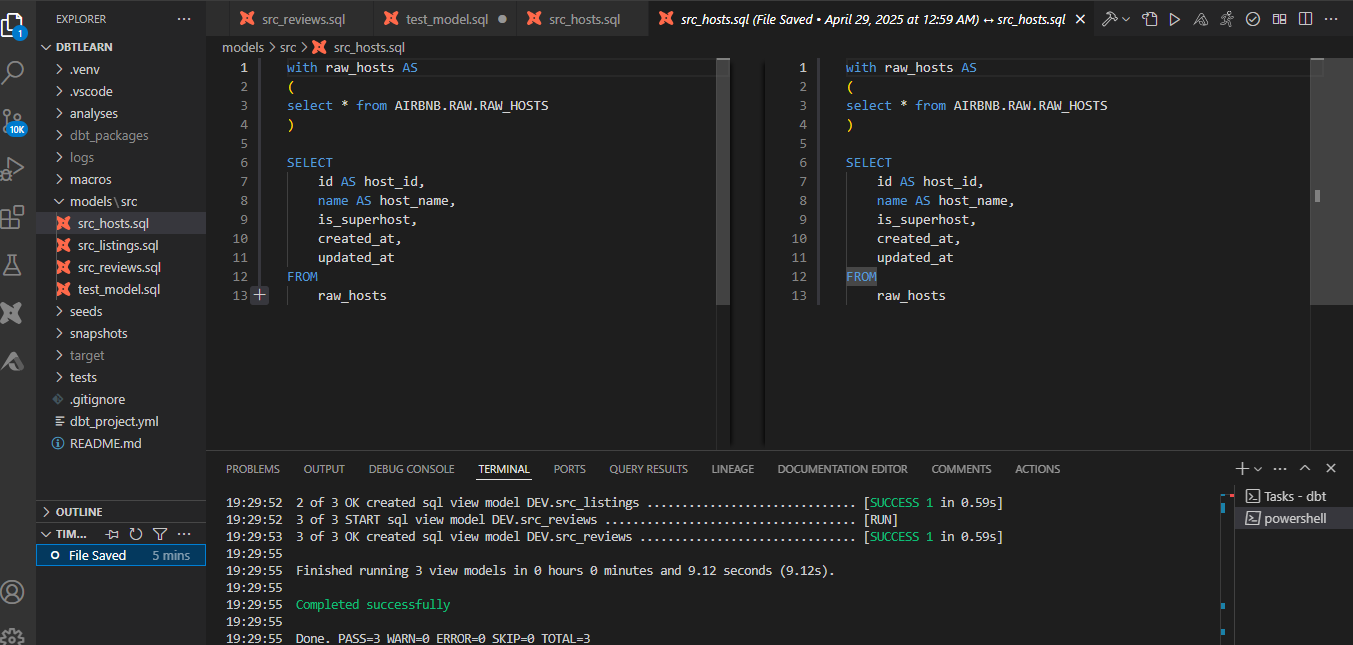 EXPLORER
src_reviews.sql
test_model.sql
src_hosts.sql
src_hosts.sql (File Saved • April 29, 2025 at 12:59 AM) ↔ src_hosts.sql
1
10K
DBTLEARN
.venv
.vscode
analyses
dbt_packages
logs
macros
models\src
src_hosts.sql
src_listings.sql
src_reviews.sql
test_model.sql
seeds
snapshots
target
tests
.gitignore
dbt_project.yml
README.md
OUTLINE
TIM...
File Saved 5 mins
models > src > src_hosts.sql
1 with raw_hosts AS
2 (
3 select * from AIRBNB.RAW.RAW_HOSTS
4 )
5
6 SELECT
7 id AS host_id,
8 name AS host_name,
9 is_superhost,
10 created_at,
11 updated_at
12 FROM
13 raw_hosts
1 with raw_hosts AS
2 (
3 select * from AIRBNB.RAW.RAW_HOSTS
4 )
5
6 SELECT
7 id AS host_id,
8 name AS host_name,
9 is_superhost,
10 created_at,
11 updated_at
12 FROM
13 raw_hosts
PROBLEMS OUTPUT DEBUG CONSOLE TERMINAL PORTS QUERY RESULTS LINEAGE DOCUMENTATION EDITOR COMMENTS ACTIONS
19:29:52 2 of 3 OK created sql view model DEV.src_listings ............................ [SUCCESS 1 in 0.59s]
19:29:52 3 of 3 START sql view model DEV.src_reviews ................................. [RUN]
19:29:53 3 of 3 OK created sql view model DEV.src_reviews ............................. [SUCCESS 1 in 0.59s]
19:29:55
19:29:55 Finished running 3 view models in 0 hours 0 minutes and 9.12 seconds (9.12s).
19:29:55
19:29:55 Completed successfully
19:29:55
19:29:55 Done. PASS=3 WARN=0 ERROR=0 SKIP=0 TOTAL=3
Tasks - dbt
powershell